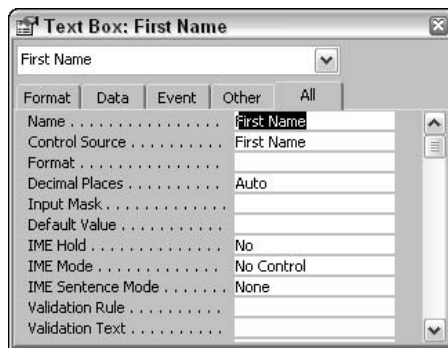 Text Box: First Name
First Name
Format Data Event Other All
Name . . . . . . . . . . . . . . . . First Name
Control Source . . . . . . . . . . First Name
Format . . . . . . . . . . . . . . .
Decimal Places . . . . . . . . . . Auto
Input Mask . . . . . . . . . . . . .
Default Value . . . . . . . . . . .
IME Hold . . . . . . . . . . . . . . No
IME Mode . . . . . . . . . . . . . No Control
IME Sentence Mode . . . . . . . None
Validation Rule . . . . . . . . . .
Validation Text . . . . . . . . . .